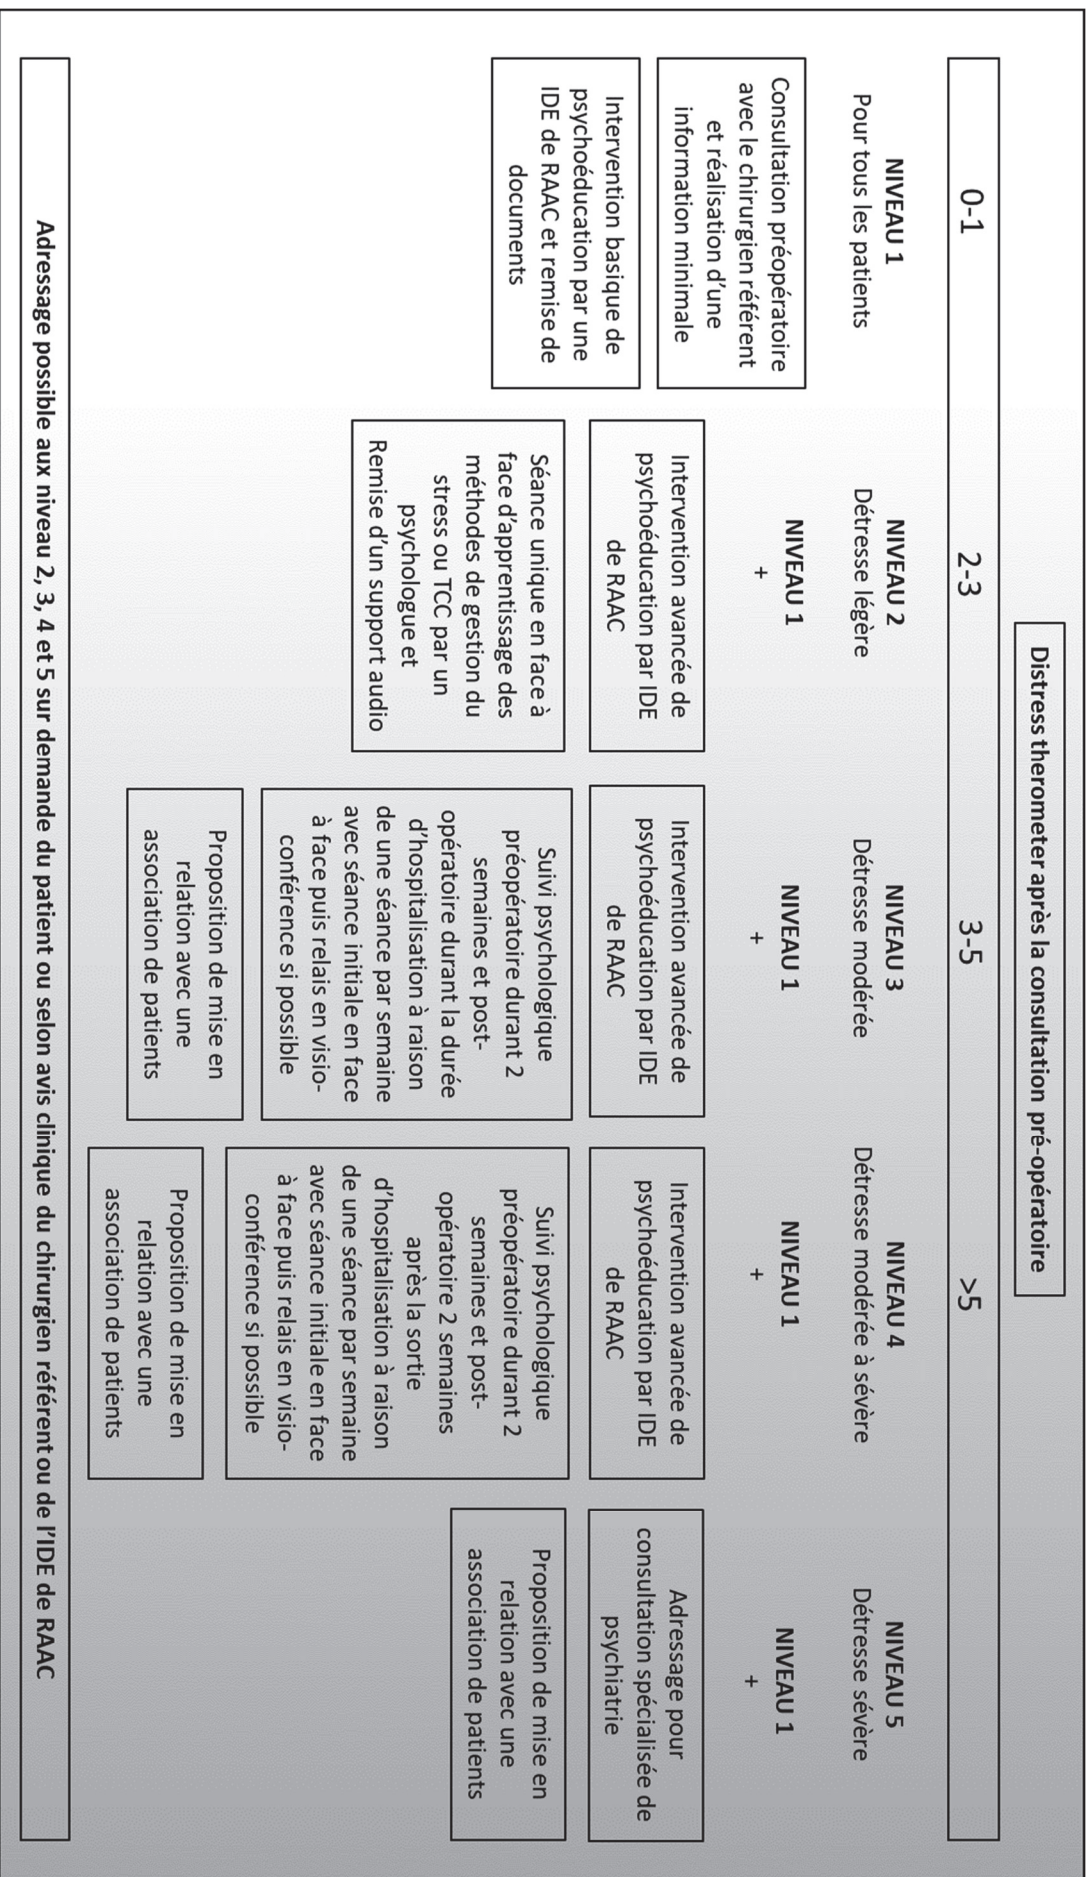 Distress therometer après la consultation pré-opératoire
0-1
2-3
3-5
>5
NIVEAU 1
Pour tous les patients
Consultation préopératoire
avec le chirurgien référent
et réalisation d'une
information minimale
Intervention basique de
psychoéducation par une
IDE de RAAC et remise de
documents
NIVEAU 2
Détresse légère
NIVEAU 1
+
Intervention avancée de
psychoéducation par IDE
de RAAC
Séance unique en face à
face d'apprentissage des
méthodes de gestion du
stress ou TCC par un
psychologue et
Remise d'un support audio
NIVEAU 3
Détresse modérée
NIVEAU 1
+
Intervention avancée de
psychoéducation par IDE
de RAAC
Suivi psychologique
préopératoire durant 2
semaines et post-
opératoire durant la durée
d'hospitalisation à raison
de une séance par semaine
avec séance initiale en face
à face puis relais en visio-
conférence si possible
Proposition de mise en
relation avec une
association de patients
NIVEAU 4
Détresse modérée à sévère
NIVEAU 1
+
Intervention avancée de
psychoéducation par IDE
de RAAC
Suivi psychologique
préopératoire durant 2
semaines et post-
opératoire 2 semaines
après la sortie
d'hospitalisation à raison
de une séance par semaine
avec séance initiale en face
à face puis relais en visio-
conférence si possible
Proposition de mise en
relation avec une
association de patients
NIVEAU 5
Détresse sévère
NIVEAU 1
+
Adressage pour
consultation spécialisée de
psychiatrie
Proposition de mise en
relation avec une
association de patients
Adressage possible aux niveau 2, 3, 4 et 5 sur demande du patient ou selon avis clinique du chirurgien référent ou de l'IDE de RAAC